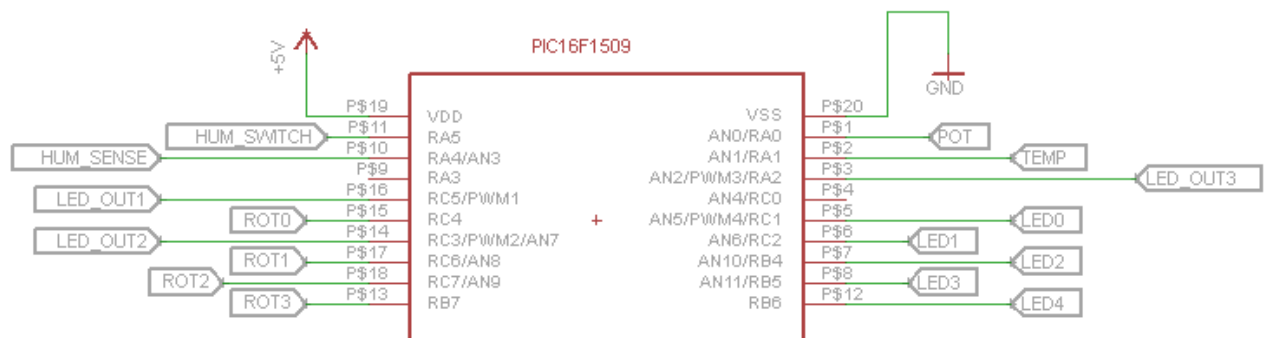 PIC16F1509
+5V
GND
P$19 VDD VSS P$20
HUM_SWITCH P$11 RA5 AN0/RA0 P$1 POT
HUM_SENSE P$10 RA4/AN3 AN1/RA1 P$2 TEMP
P$9 RA3 AN2/PWM3/RA2 P$3 LED_OUT3
LED_OUT1 P$16 RC5/PWM1 AN4/RC0 P$4
ROT0 P$15 RC4 AN5/PWM4/RC1 P$5 LED0
LED_OUT2 P$14 RC3/PWM2/AN7 AN6/RC2 P$6 LED1
ROT1 P$17 RC6/AN8 AN10/RB4 P$7 LED2
ROT2 P$18 RC7/AN9 AN11/RB5 P$8 LED3
ROT3 P$13 RB7 RB6 P$12 LED4